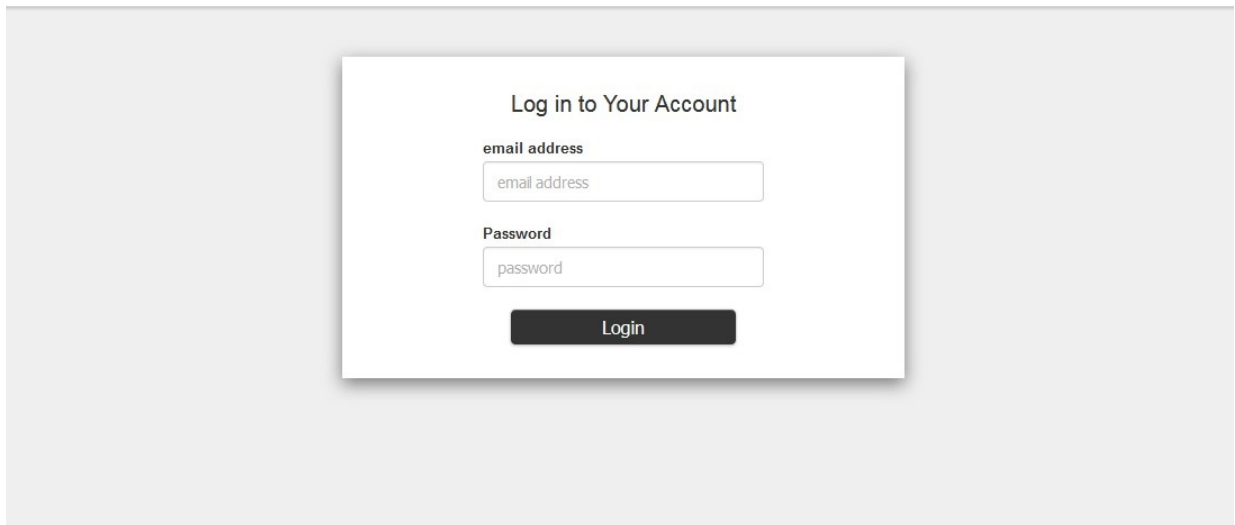 Log in to Your Account
email address
email address
Password
password
Login